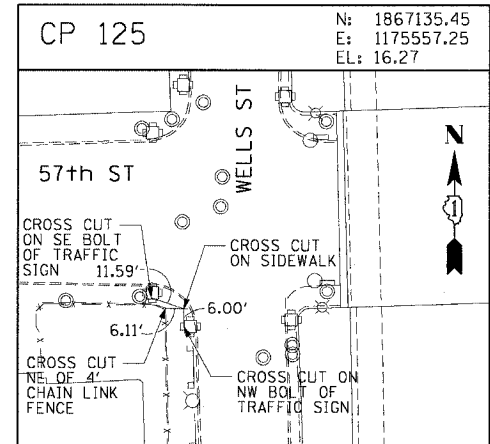 CP 125
N: 1867135.45
E: 1175557.25
EL: 16.27
WELLS ST
N
57th ST
1
CROSS CUT
ON SE BOLT
OF TRAFFIC
SIGN
11.59'
CROSS CUT
ON SIDEWALK
6.00'
6.11'
CROSS CUT
NE OF 4'
CHAIN LINK
FENCE
CROSS CUT ON
NW BOLT OF
TRAFFIC SIGN